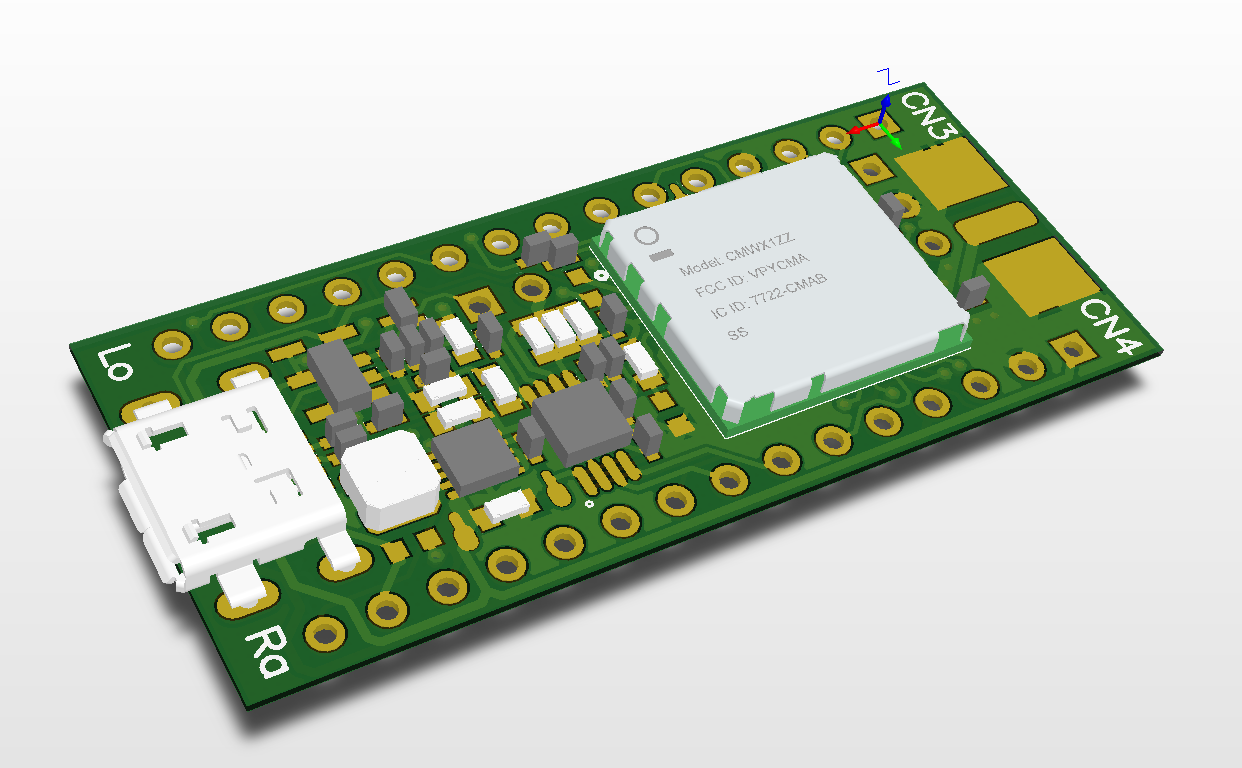 Z
CN3
Model: CMWX1ZZ
FCC ID: VPYCMA
IC ID: 7722-CMAB
SS
CN4
Lo
Ra